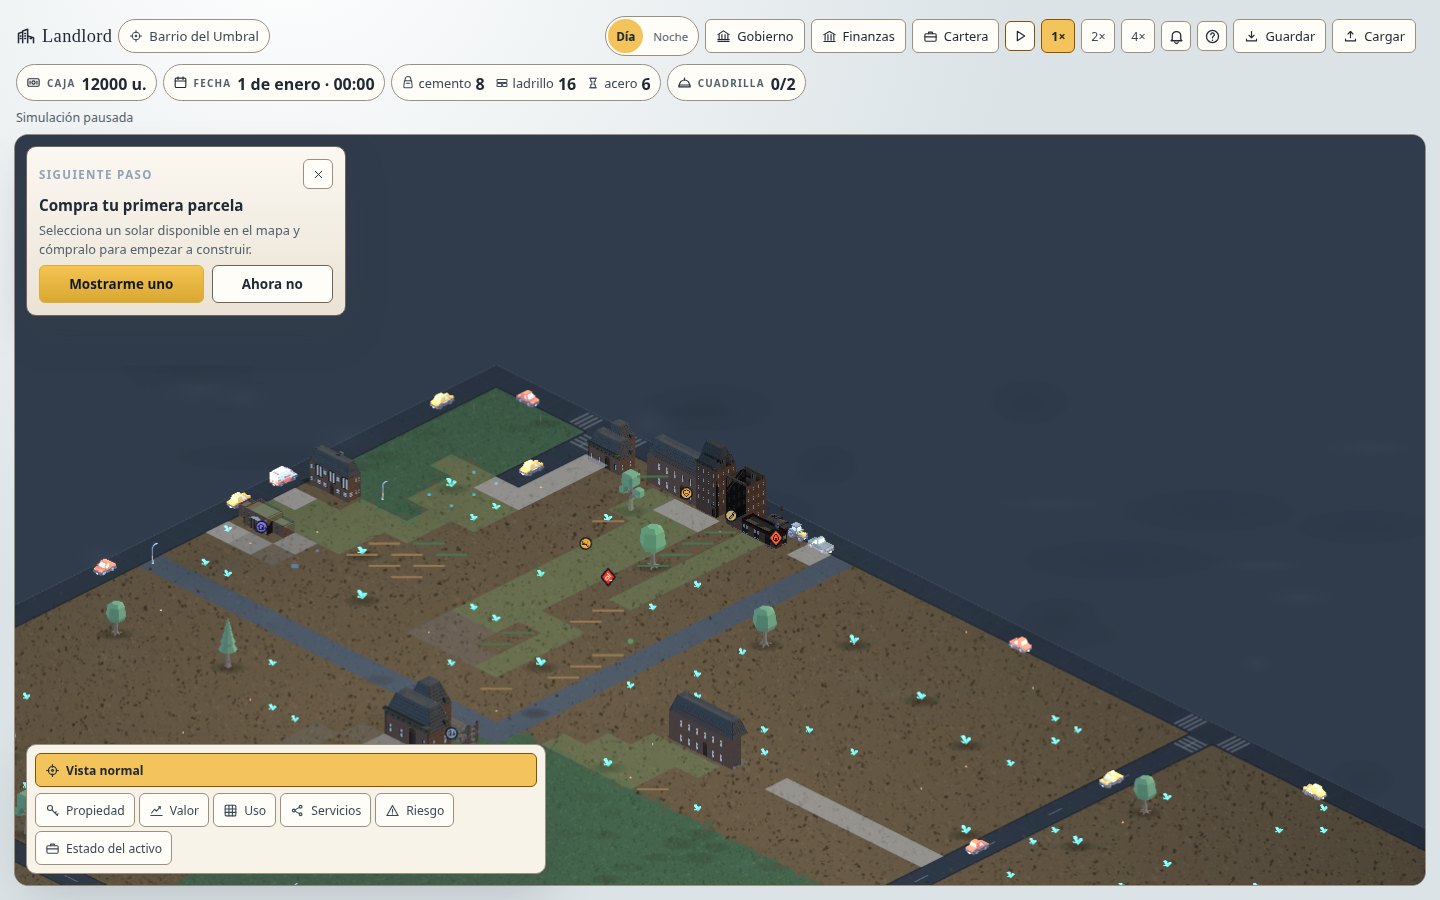 Landlord
Barrio del Umbral
Día
Noche
Gobierno
Finanzas
Cartera
1×
2×
4×
Guardar
Cargar
CAJA 12000 u.
FECHA 1 de enero · 00:00
cemento 8 ladrillo 16 acero 6
CUADRILLA 0/2
Simulación pausada
SIGUIENTE PASO
Compra tu primera parcela
Selecciona un solar disponible en el mapa y
cómpralo para empezar a construir.
Mostrarme uno
Ahora no
Vista normal
Propiedad
Valor
Uso
Servicios
Riesgo
Estado del activo